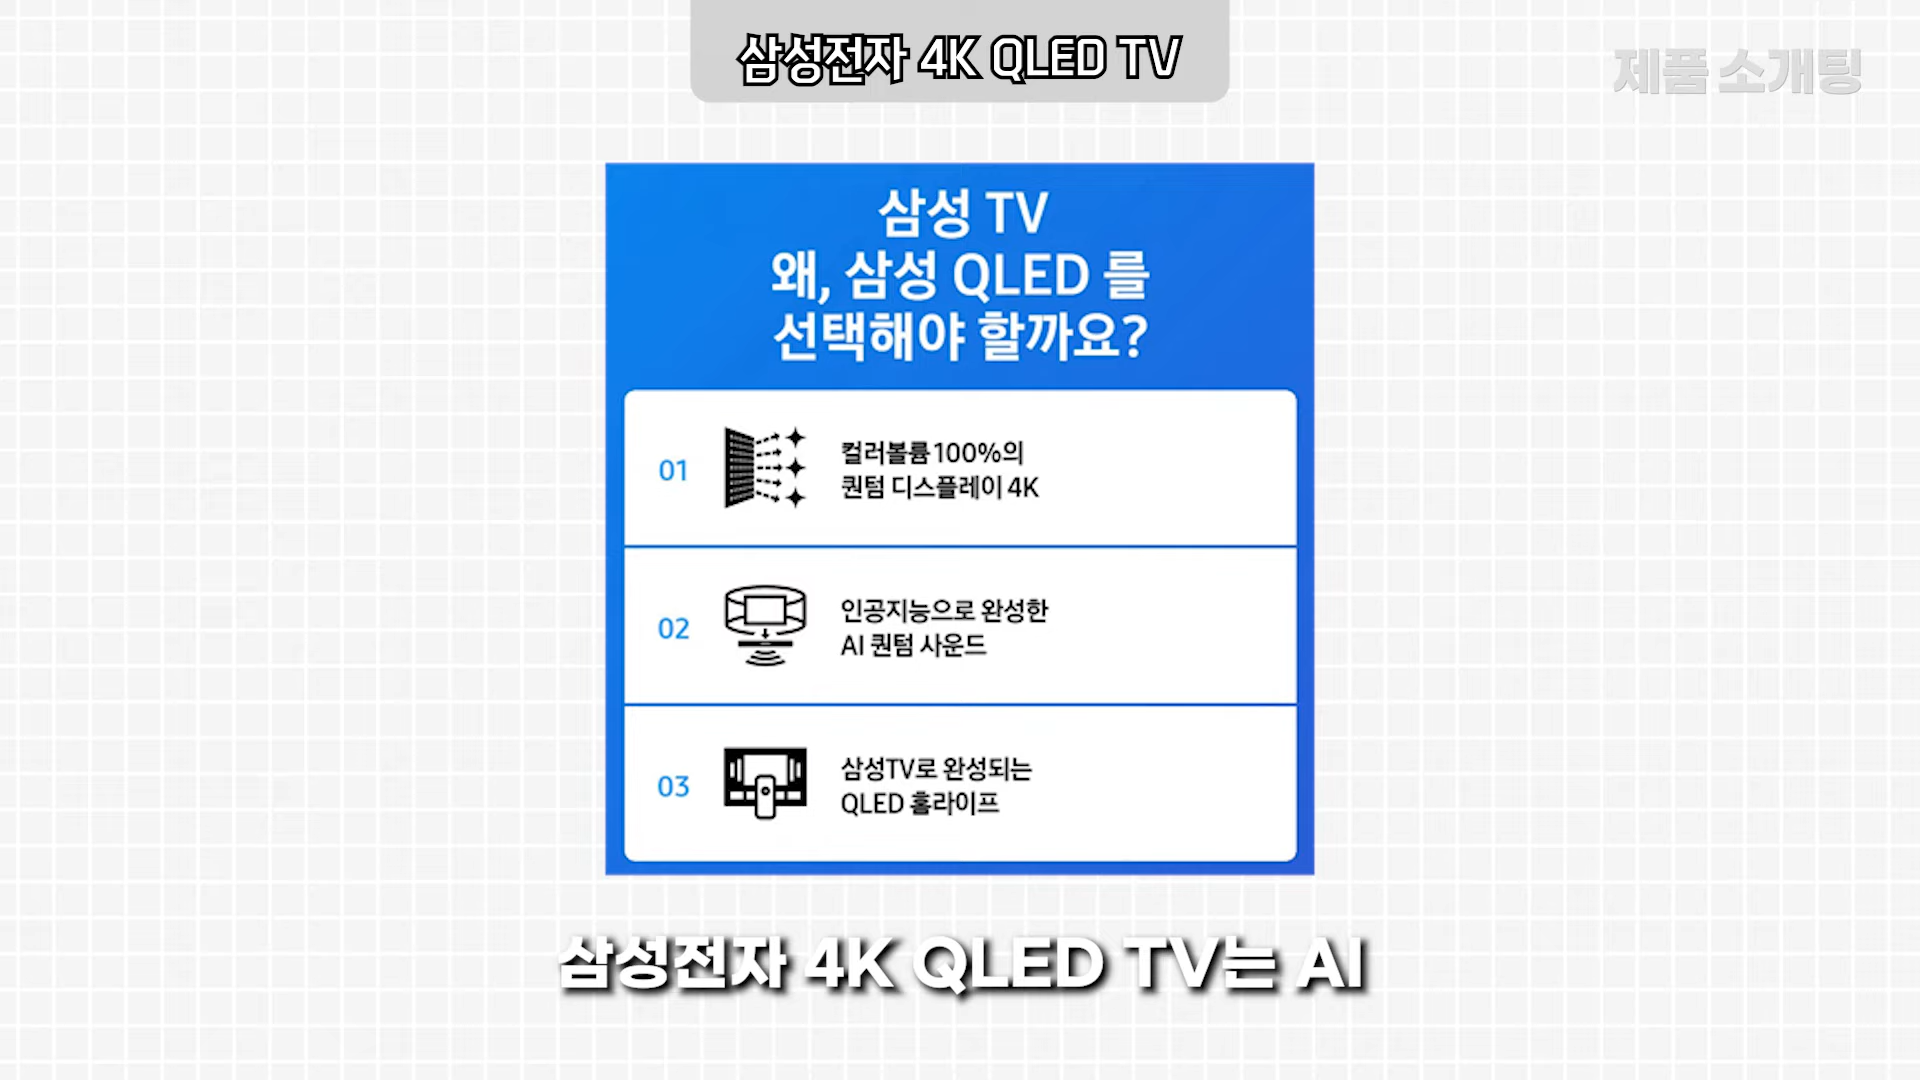 삼성전자 4K QLED TV
제품 소개팅
삼성 TV
왜, 삼성 QLED 를
선택해야 할까요?
01
컬러볼륨 100%의
퀀텀 디스플레이 4K
02
인공지능으로 완성한
AI 퀀텀 사운드
03
삼성TV로 완성되는
QLED 홈라이프
삼성전자 4K QLED TV는 AI